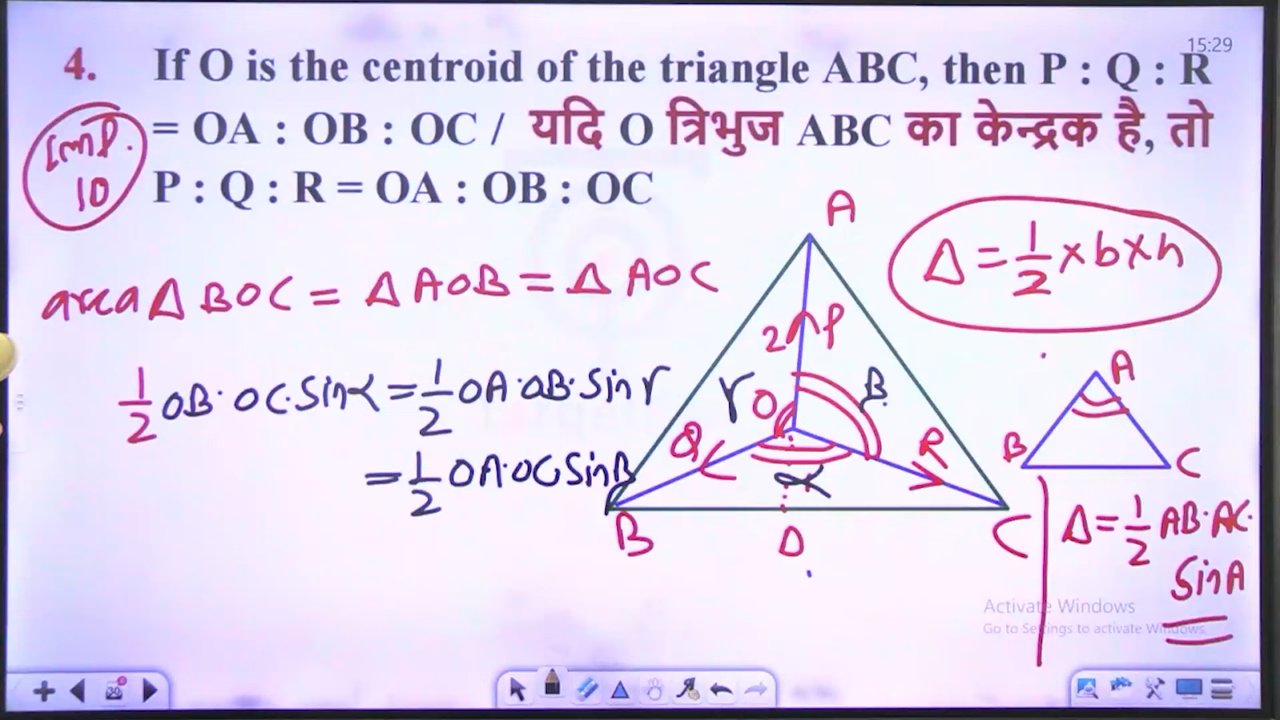 15:29
4. If O is the centroid of the triangle ABC, then P : Q : R
= OA : OB : OC / यदि O त्रिभुज ABC का केन्द्रक है, तो
P : Q : R = OA : OB : OC
Imp.
10
area Δ BOC = Δ AOB = Δ AOC
1/2 OB · OC · Sin α = 1/2 OA · OB · Sin γ
= 1/2 OA · OC Sin β
A
2
P
γ
O
β
Q
R
α
B
D
C
Δ = 1/2 × b × h
A
B
C
Δ = 1/2 AB · AC ·
Sin A
Activate Windows
Go to Settings to activate Windows.